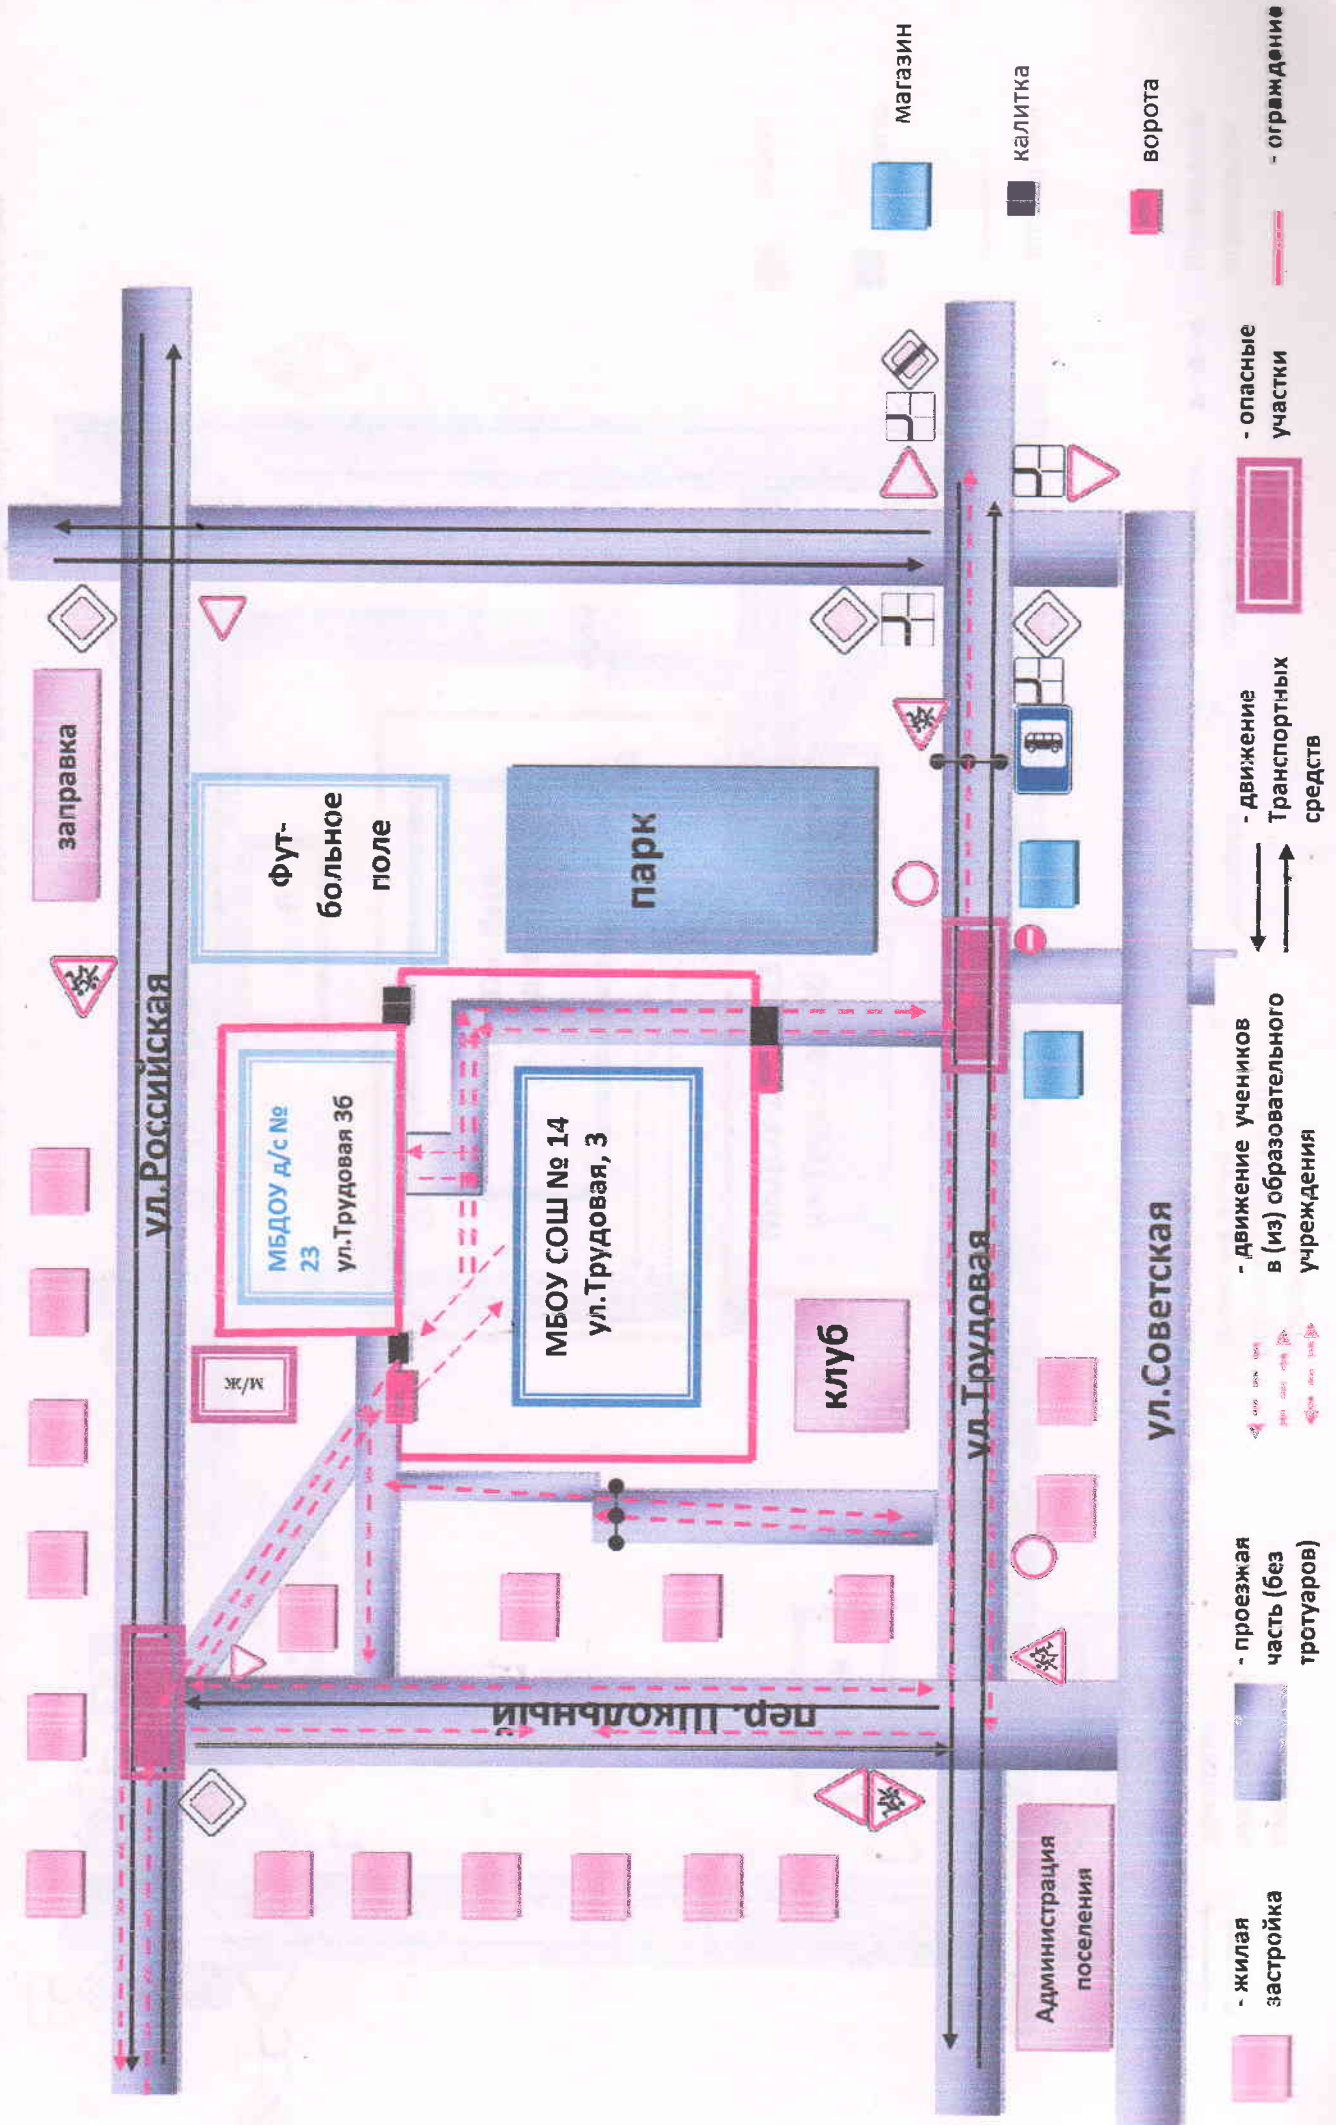 заправка
ул.Российская
Фут-
больное
поле
МБДОУ д/с №
23
ул.Трудовая 3б
м/ж
парк
МБОУ СОШ № 14
ул.Трудовая, 3
клуб
пер. Школьный
ул.Трудовая
Администрация
поселения
ул.Советская
магазин
калитка
ворота
- жилая
застройка
- проезжая
часть (без
тротуаров)
- движение учеников
в (из) образовательного
учреждения
- движение
Транспортных
средств
- опасные
участки
- ограждение